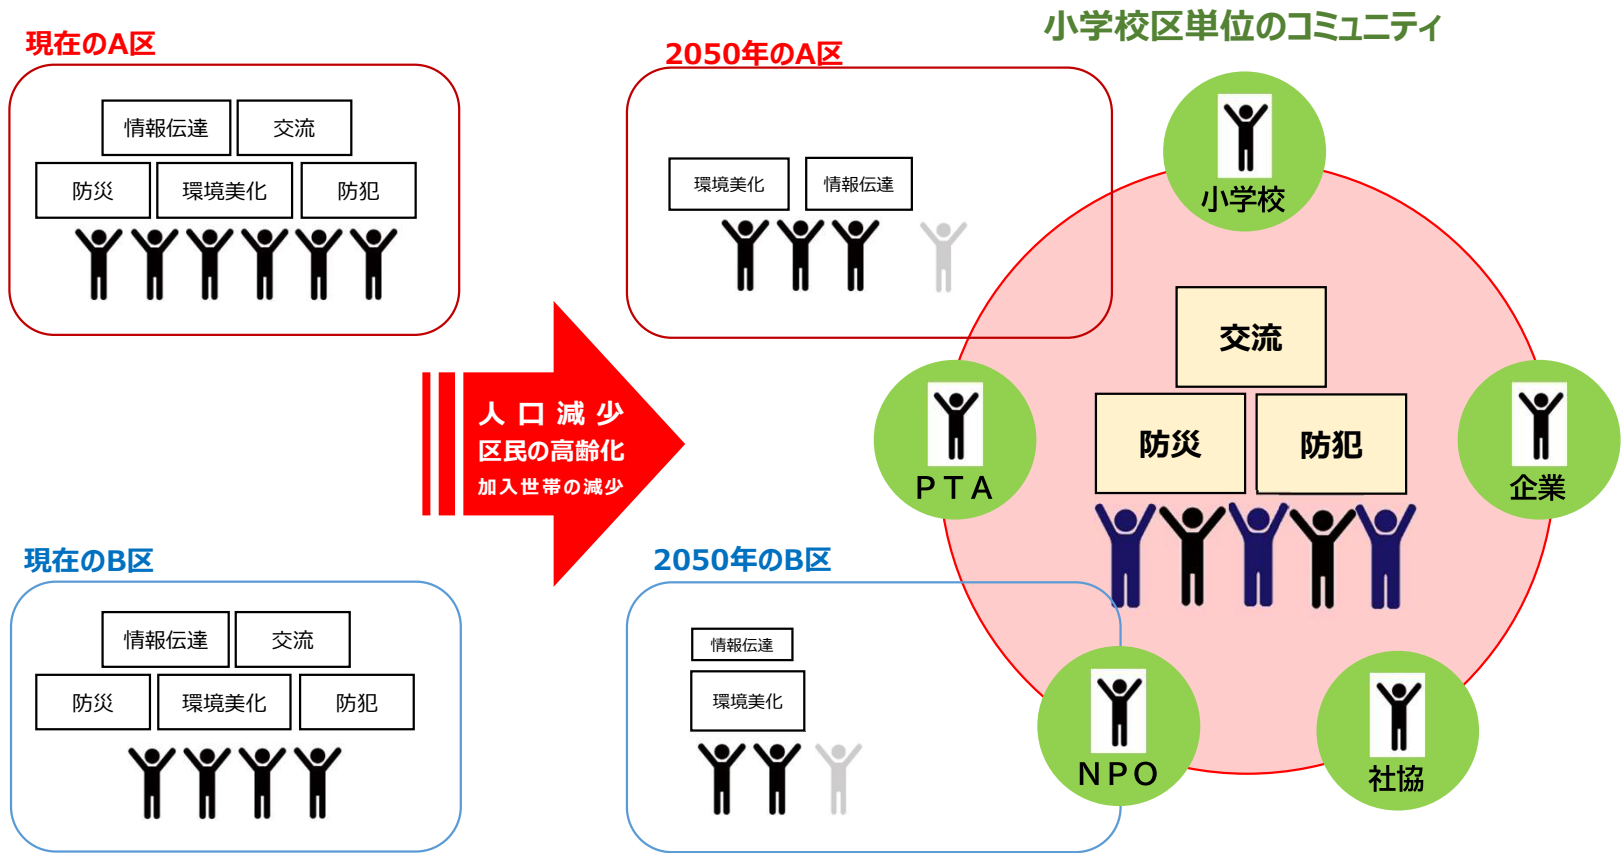 小学校区単位のコミュニティ
現在のA区
情報伝達
交流
防災
環境美化
防犯
2050年のA区
環境美化
情報伝達
人口減少
区民の高齢化
加入世帯の減少
現在のB区
情報伝達
交流
防災
環境美化
防犯
2050年のB区
情報伝達
環境美化
小学校
PTA
企業
交流
防災
防犯
NPO
社協